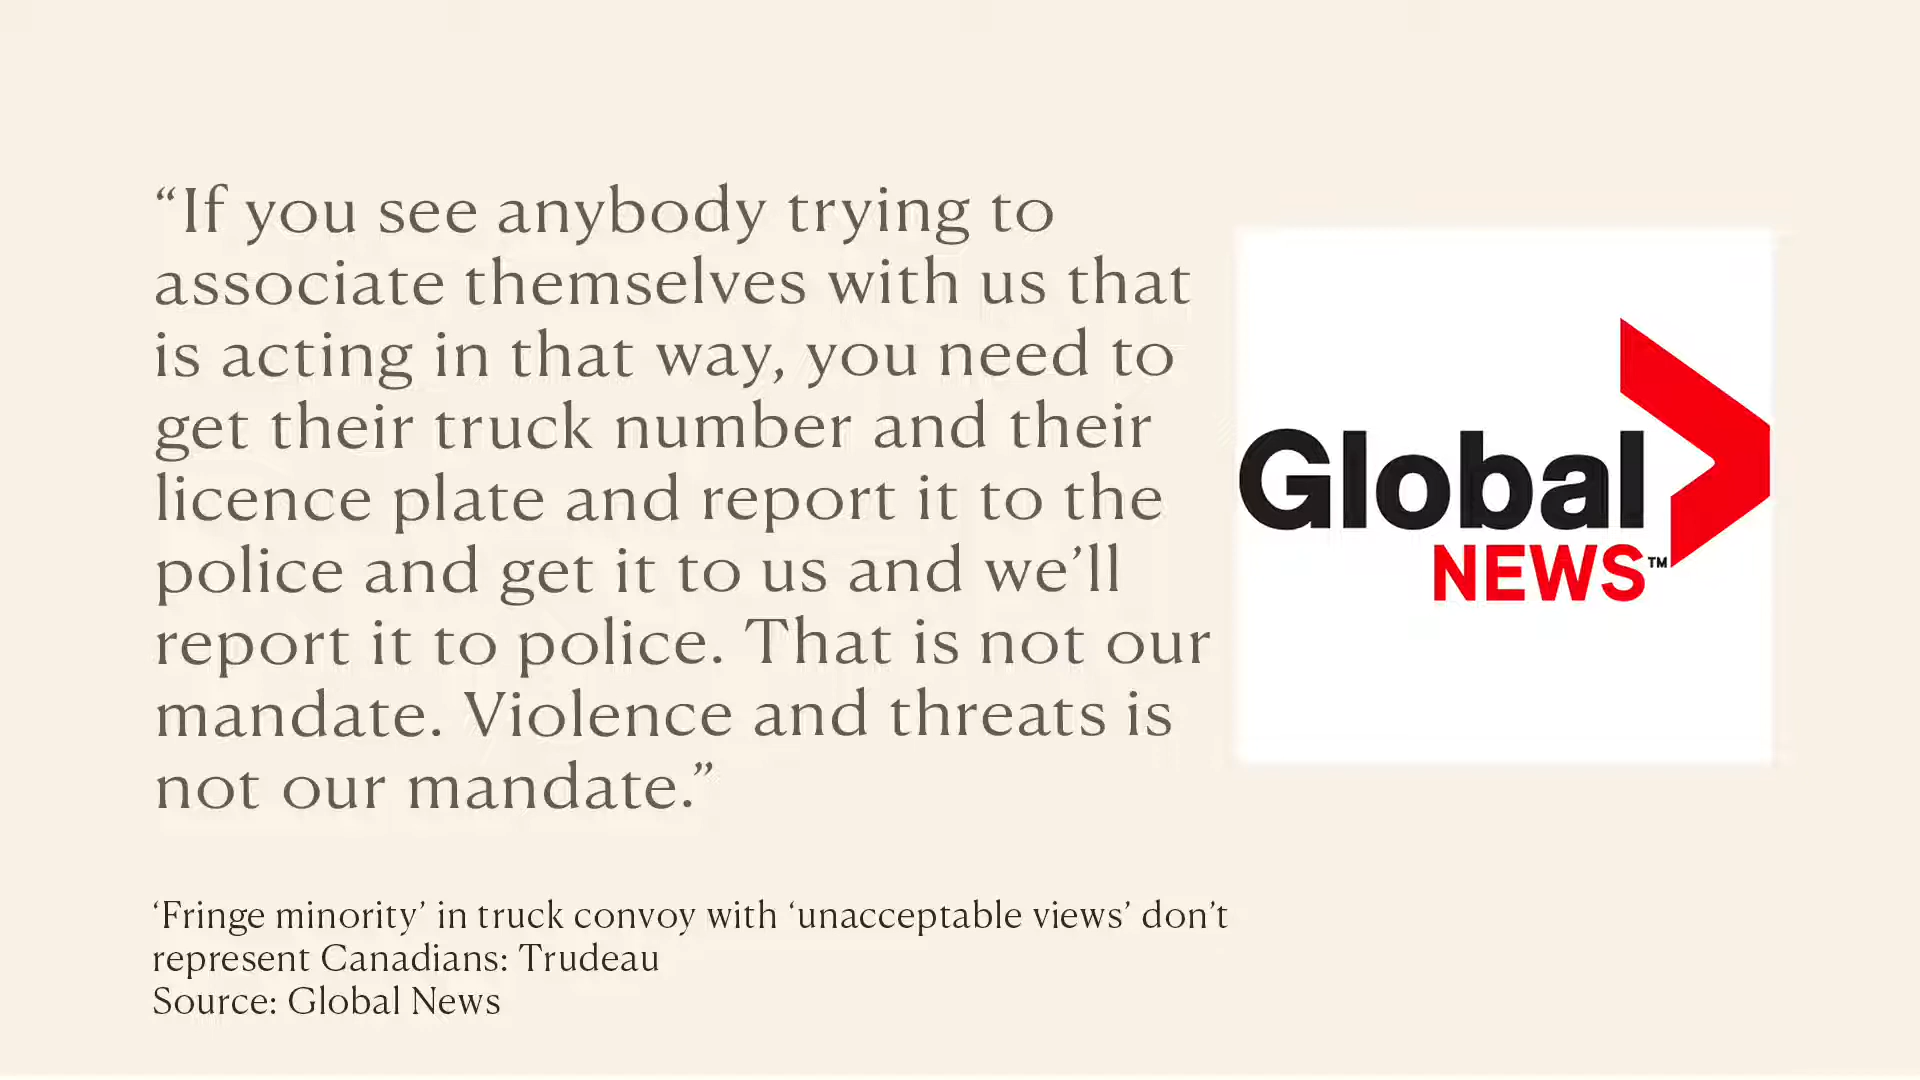 “If you see anybody trying to
associate themselves with us that
is acting in that way, you need to
get their truck number and their
licence plate and report it to the
police and get it to us and we’ll
report it to police. That is not our
mandate. Violence and threats is
not our mandate.”
Global
NEWS™
‘Fringe minority’ in truck convoy with ‘unacceptable views’ don’t
represent Canadians: Trudeau
Source: Global News